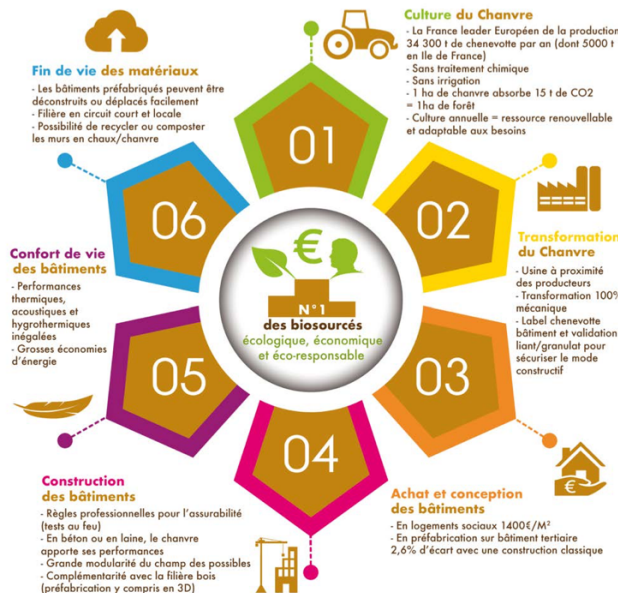 Culture du Chanvre
- La France leader Européen de la production
34 300 t de chenevotte par an (dont 5000 t
en Ile de France)
- Sans traitement chimique
- Sans irrigation
- 1 ha de chanvre absorbe 15 t de CO2
= 1ha de forêt
- Culture annuelle = ressource renouvellable
et adaptable aux besoins
01
02
Transformation
du Chanvre
- Usine à proximité
des producteurs
- Transformation 100%
mécanique
- Label chenevotte
bâtiment et validation
liant/granulat pour
sécuriser le mode
constructif
03
Achat et conception
des bâtiments
- En logements sociaux 1400€/M²
- En préfabrication sur bâtiment tertiaire
2,6% d'écart avec une construction classique
04
Construction
des bâtiments
- Règles professionnelles pour l'assurabilité
(tests au feu)
- En béton ou en laine, le chanvre
apporte ses performances
- Grande modularité du champ des possibles
- Complémentarité avec la filière bois
(préfabrication y compris en 3D)
05
Confort de vie
des bâtiments
- Performances
thermiques,
acoustiques et
hygrothermiques
inégalées
- Grosses économies
d'énergie
06
Fin de vie des matériaux
- Les bâtiments préfabriqués peuvent être
déconstruits ou déplacés facilement
- Filière en circuit court et locale
- Possibilité de recycler ou composter
les murs en chaux/chanvre
€
N°1
des biosourcés
écologique, économique
et éco-responsable
€